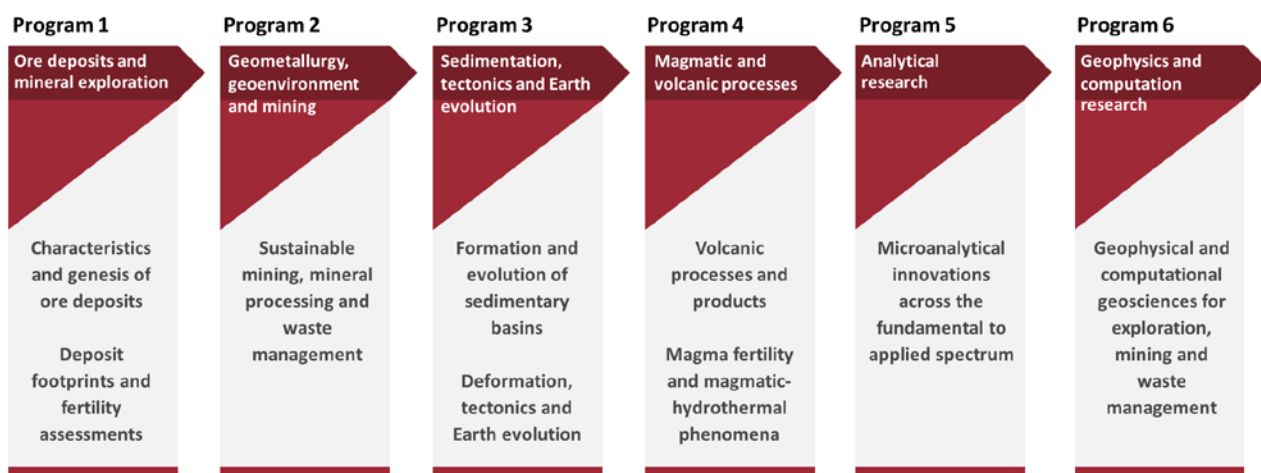 Program 1
Ore deposits and
mineral exploration
Characteristics
and genesis of
ore deposits
Deposit
footprints and
fertility
assessments
Program 2
Geometallurgy,
geoenvironment
and mining
Sustainable
mining, mineral
processing and
waste
management
Program 3
Sedimentation,
tectonics and Earth
evolution
Formation and
evolution of
sedimentary
basins
Deformation,
tectonics and
Earth evolution
Program 4
Magmatic and
volcanic processes
Volcanic
processes and
products
Magma fertility
and magmatic-
hydrothermal
phenomena
Program 5
Analytical
research
Microanalytical
innovations
across the
fundamental to
applied spectrum
Program 6
Geophysics and
computation
research
Geophysical and
computational
geosciences for
exploration,
mining and
waste
management